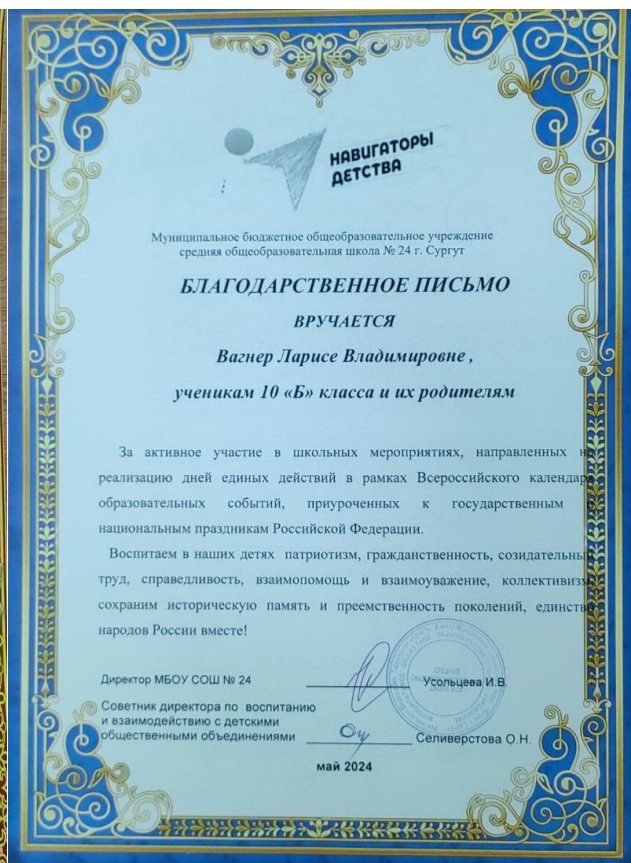 НАВИГАТОРЫ
ДЕТСТВА
Муниципальное бюджетное общеобразовательное учреждение
средняя общеобразовательная школа № 24 г. Сургут
БЛАГОДАРСТВЕННОЕ ПИСЬМО
ВРУЧАЕТСЯ
Вагнер Ларисе Владимировне ,
ученикам 10 «Б» класса и их родителям
За активное участие в школьных мероприятиях, направленных на
реализацию дней единых действий в рамках Всероссийского календаря
образовательных событий, приуроченных к государственным
национальным праздникам Российской Федерации.
Воспитаем в наших детях патриотизм, гражданственность, созидательный
труд, справедливость, взаимопомощь и взаимоуважение, коллективизм,
сохраним историческую память и преемственность поколений, единство
народов России вместе!
Директор МБОУ СОШ № 24 Усольцева И.В.
Советник директора по воспитанию
и взаимодействию с детскими
общественными объединениями Селиверстова О.Н.
май 2024